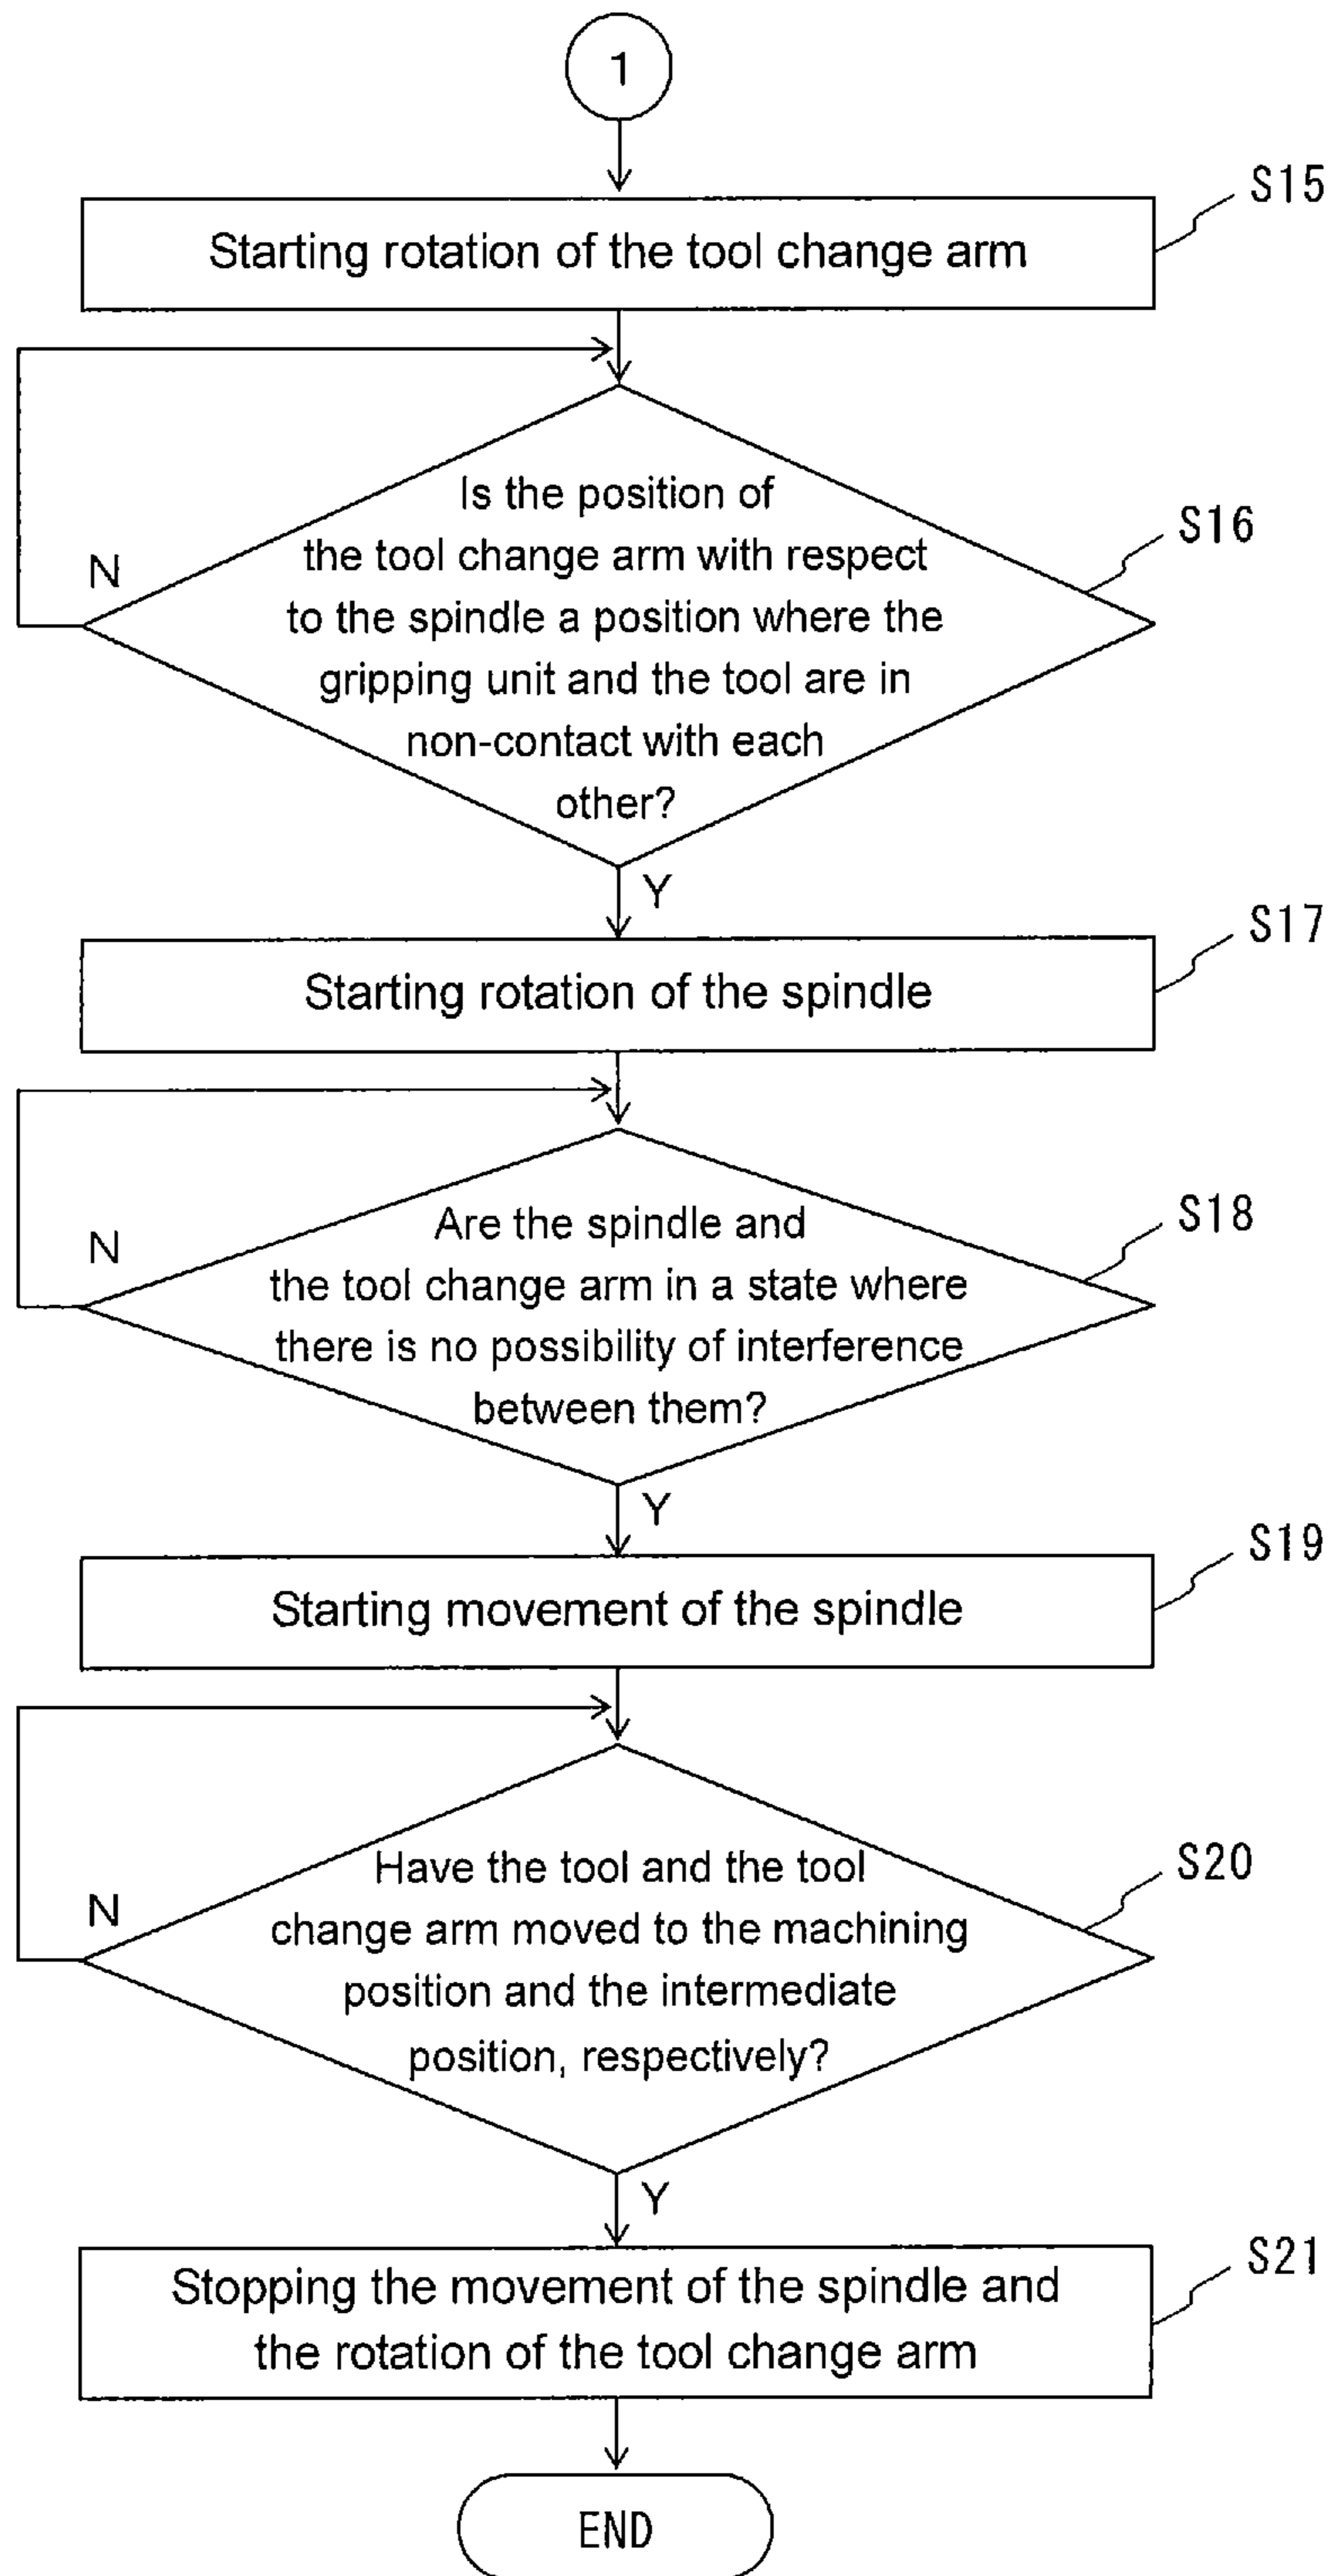 1
S15
Starting rotation of the tool change arm
Is the position of
the tool change arm with respect
to the spindle a position where the
gripping unit and the tool are in
non-contact with each
other?
S16
N
Y
S17
Starting rotation of the spindle
Are the spindle and
the tool change arm in a state where
there is no possibility of interference
between them?
S18
N
Y
S19
Starting movement of the spindle
Have the tool and the tool
change arm moved to the machining
position and the intermediate
position, respectively?
S20
N
Y
S21
Stopping the movement of the spindle and
the rotation of the tool change arm
END